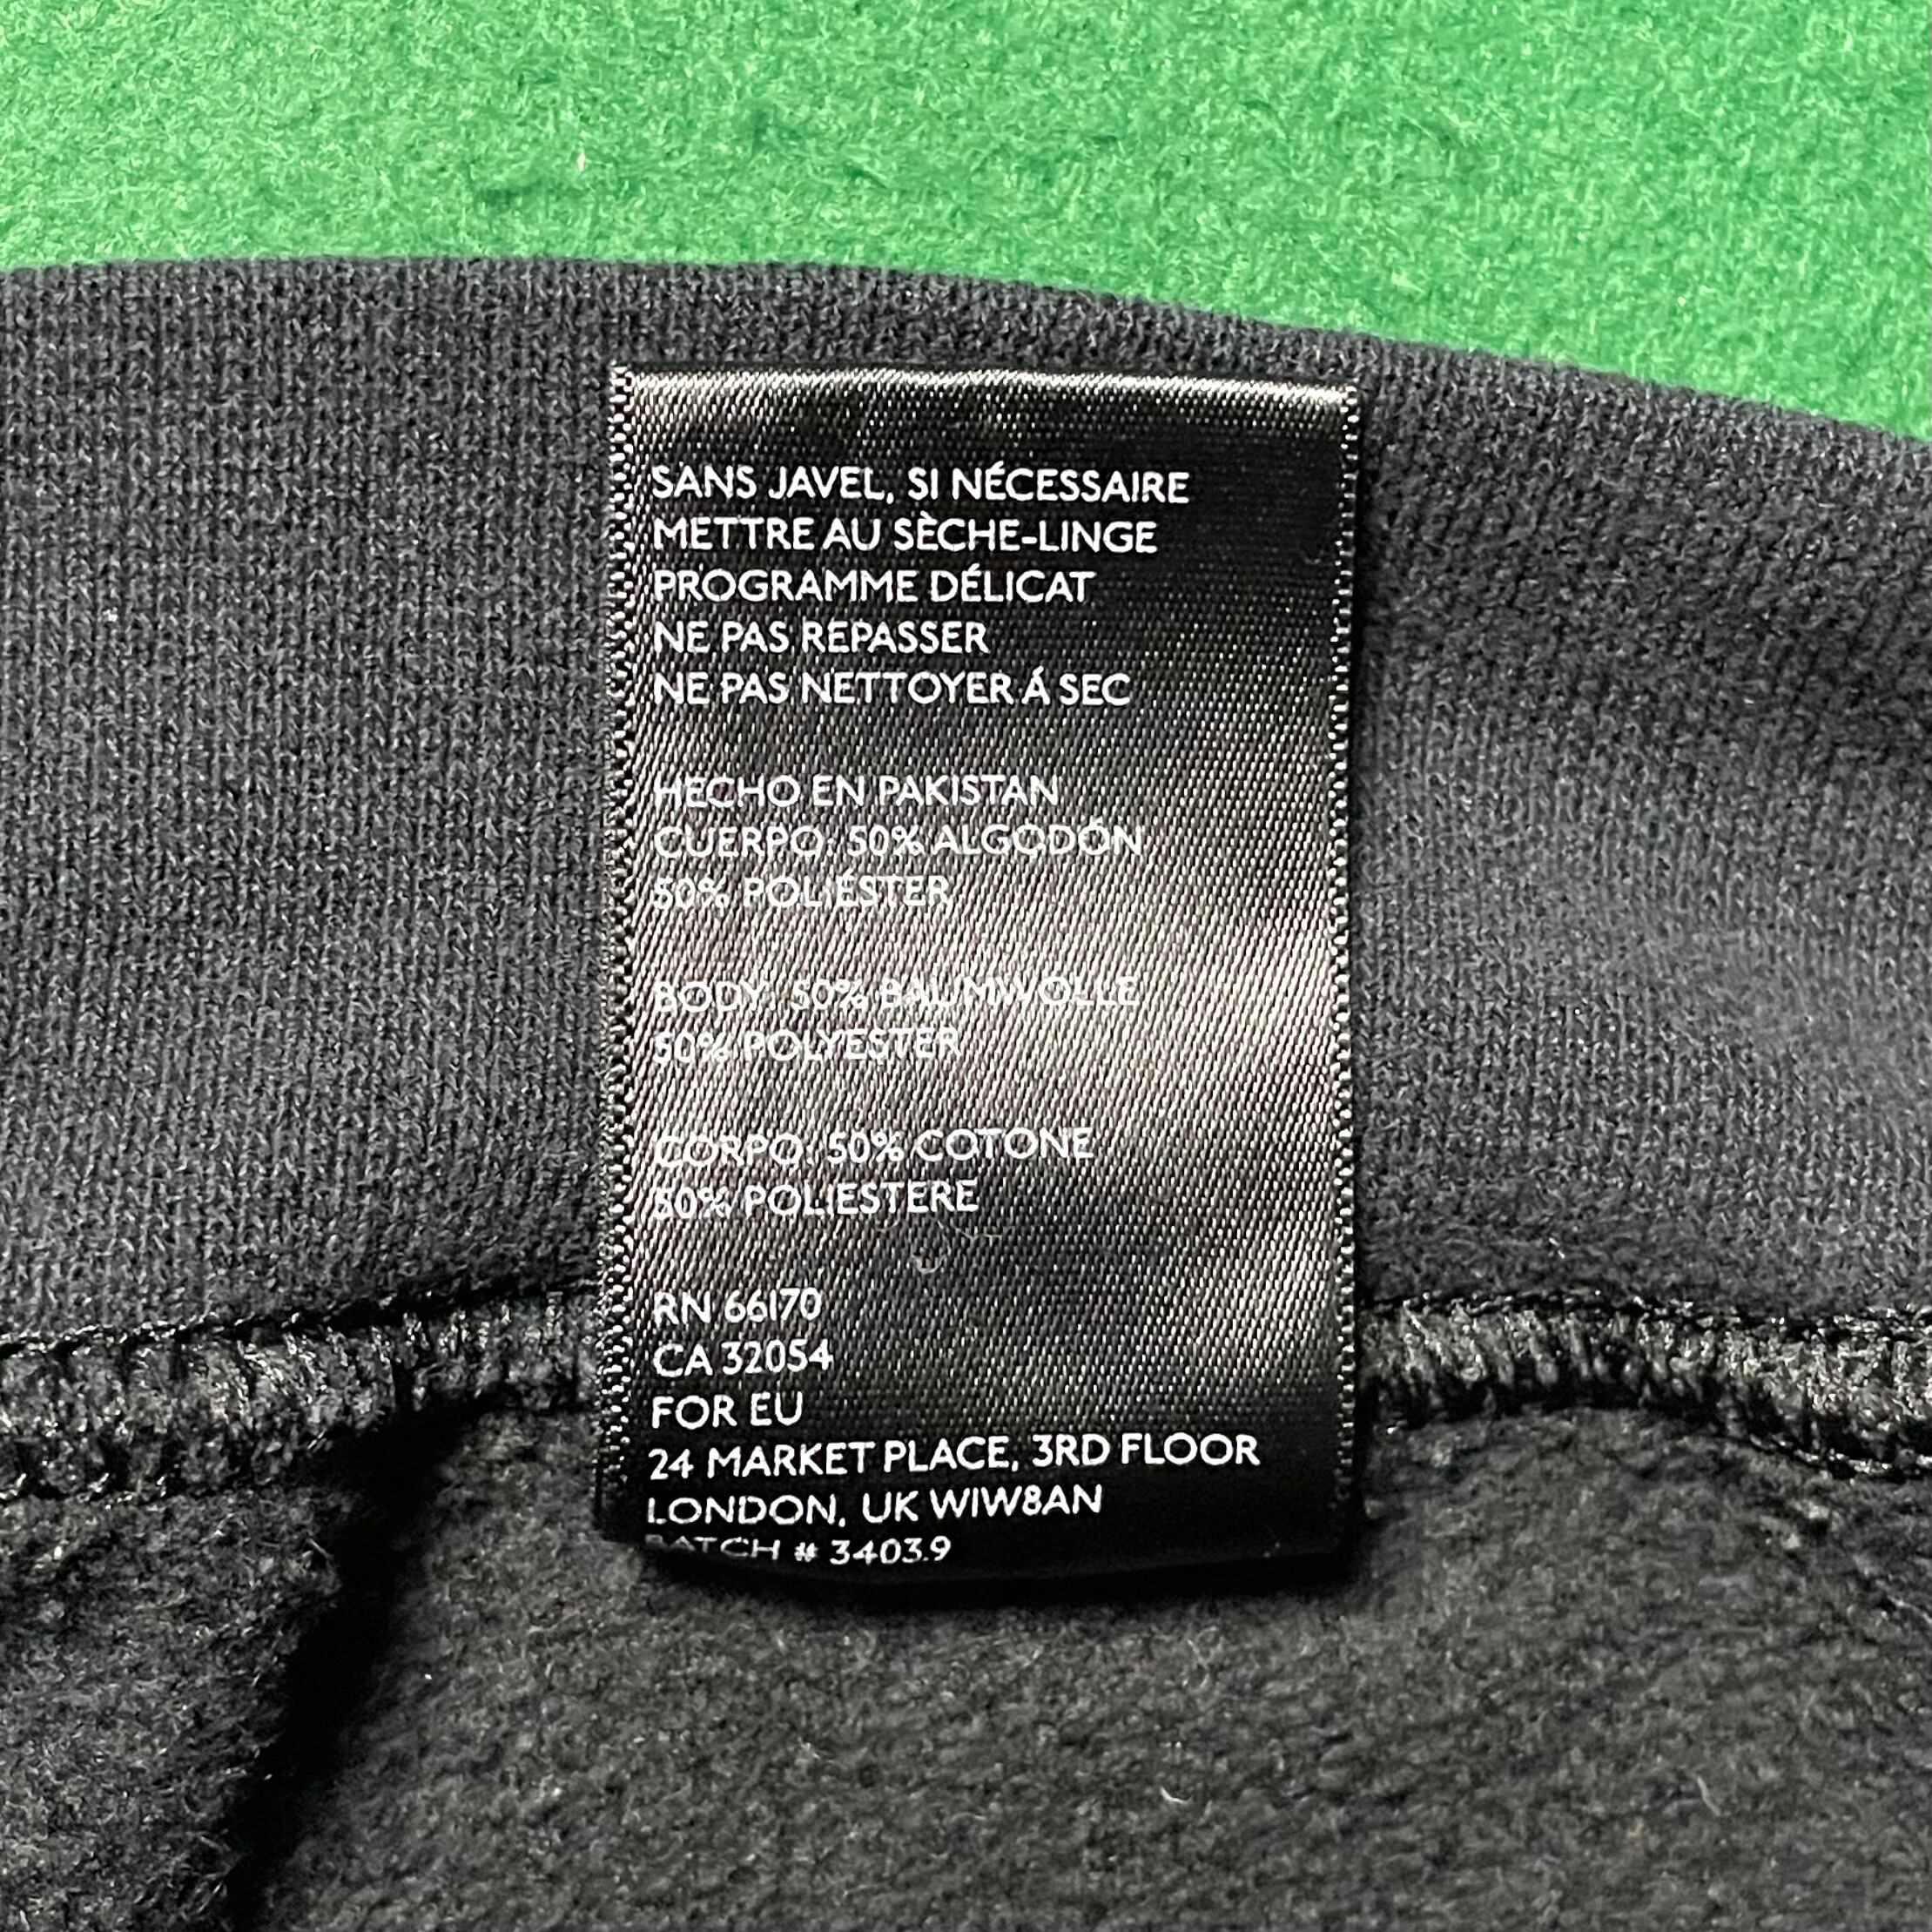 SANS JAVEL, SI NÉCESSAIRE
METTRE AU SÈCHE-LINGE
PROGRAMME DÉLICAT
NE PAS REPASSER
NE PAS NETTOYER Á SEC
HECHO EN PAKISTAN
CUERPO: 50% ALGODÓN
50% POLIÉSTER
BODY: 50% BAUMWOLLE
50% POLYESTER
CORPO: 50% COTONE
50% POLIESTERE
RN 66170
CA 32054
FOR EU
24 MARKET PLACE, 3RD FLOOR
LONDON, UK W1W8AN
BATCH # 3403.9